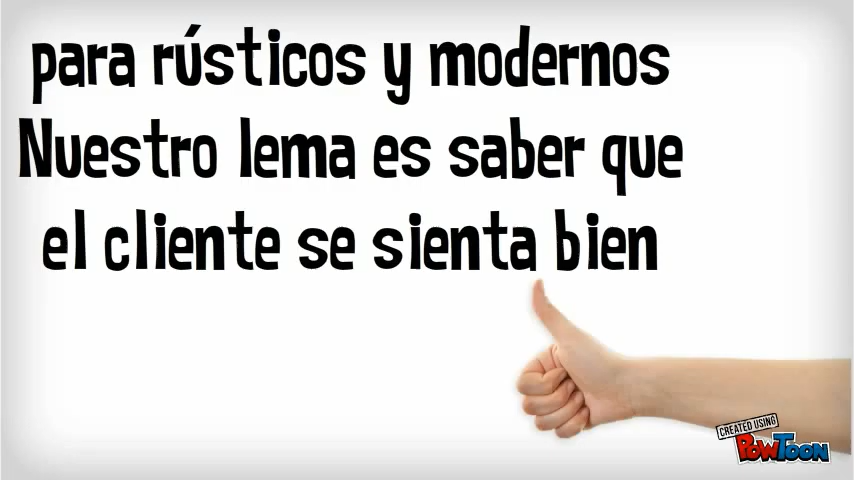 para rústicos y modernos
Nuestro lema es saber que
el cliente se sienta bien
CREATED USING
POWTOON